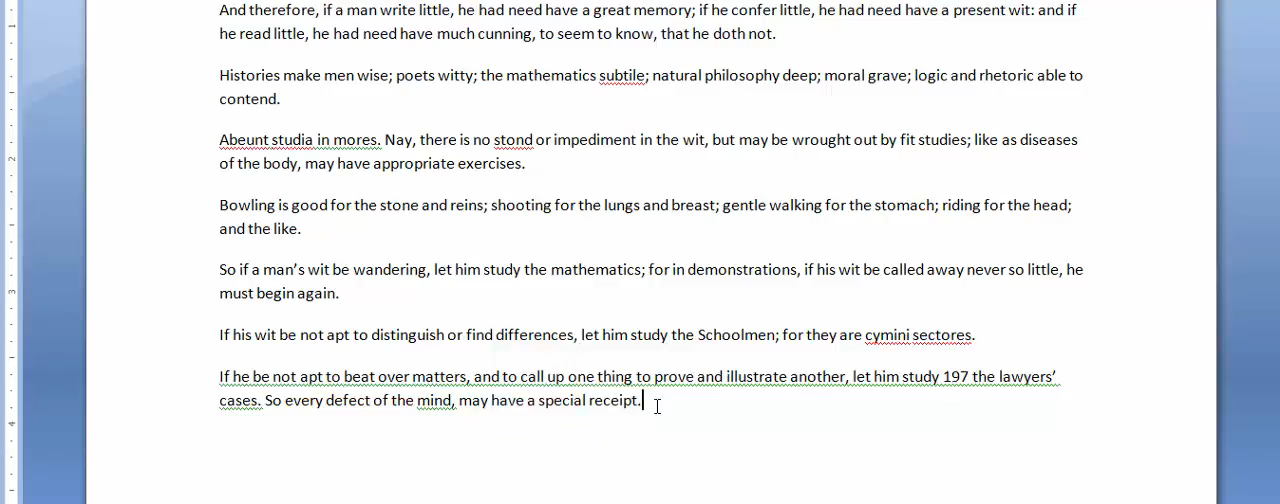 And therefore, if a man write little, he had need have a great memory; if he confer little, he had need have a present wit: and if
he read little, he had need have much cunning, to seem to know, that he doth not.
Histories make men wise; poets witty; the mathematics subtile; natural philosophy deep; moral grave; logic and rhetoric able to
contend.
Abeunt studia in mores. Nay, there is no stond or impediment in the wit, but may be wrought out by fit studies; like as diseases
of the body, may have appropriate exercises.
Bowling is good for the stone and reins; shooting for the lungs and breast; gentle walking for the stomach; riding for the head;
and the like.
So if a man’s wit be wandering, let him study the mathematics; for in demonstrations, if his wit be called away never so little, he
must begin again.
If his wit be not apt to distinguish or find differences, let him study the Schoolmen; for they are cymini sectores.
If he be not apt to beat over matters, and to call up one thing to prove and illustrate another, let him study 197 the lawyers’
cases. So every defect of the mind, may have a special receipt.
1
2
3
4